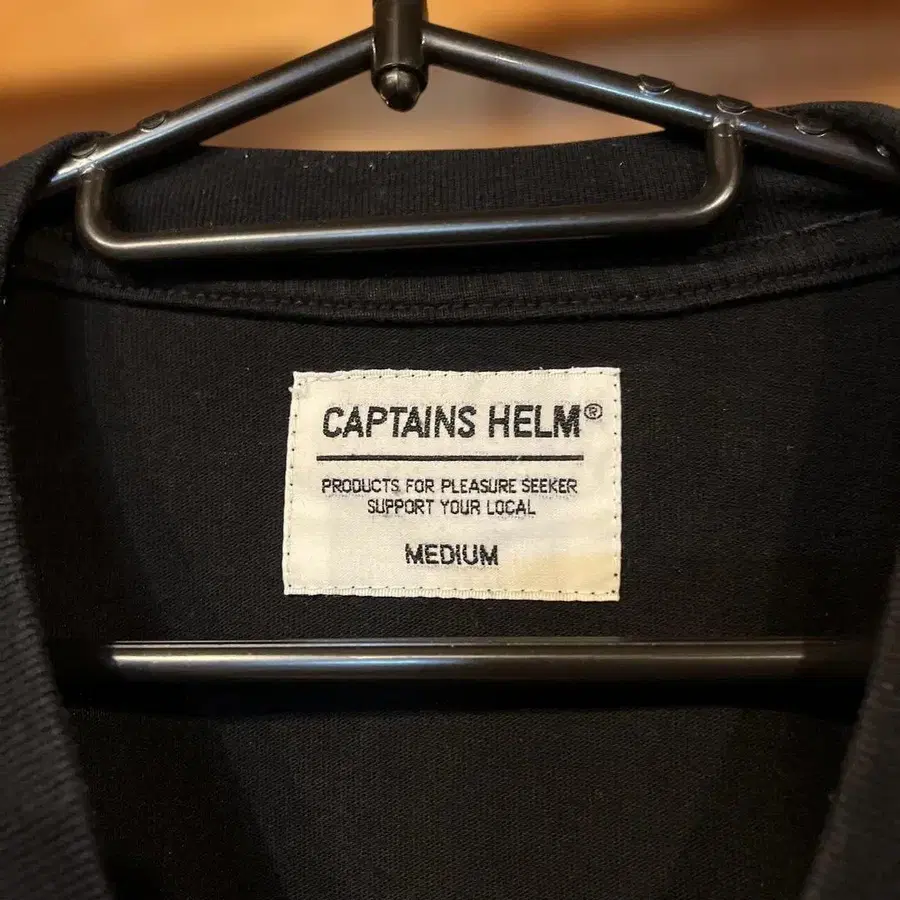 CAPTAINS HELM®
PRODUCTS FOR PLEASURE SEEKER
SUPPORT YOUR LOCAL
MEDIUM